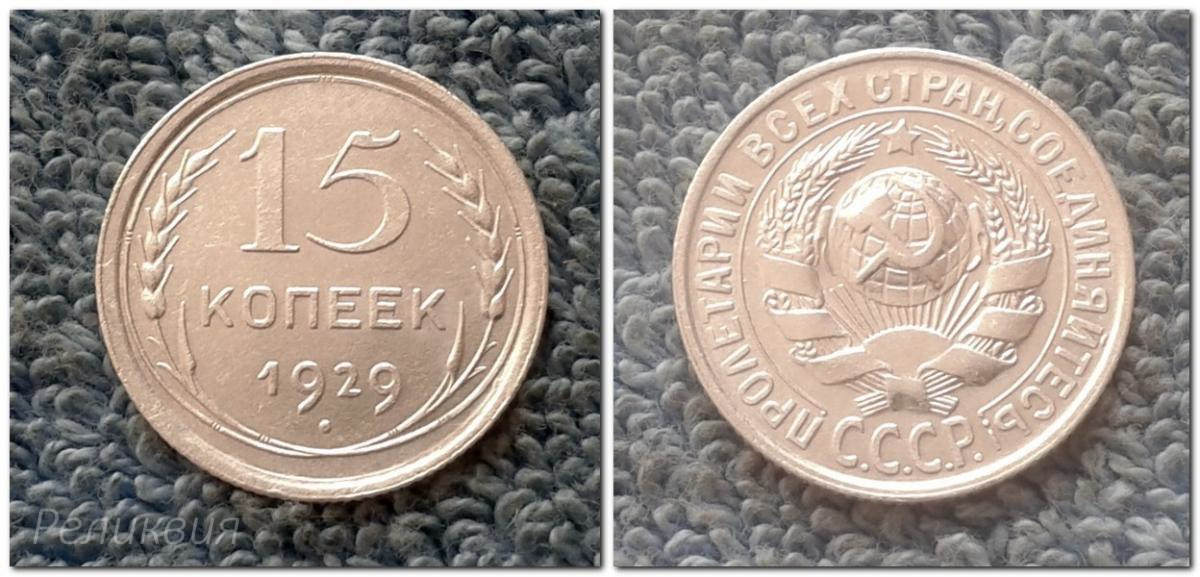 15
КОПЕЕК
1929
Реликвия
ПРОЛЕТАРИИ ВСЕХ СТРАН, СОЕДИНЯЙТЕСЬ!
С.С.С.Р.